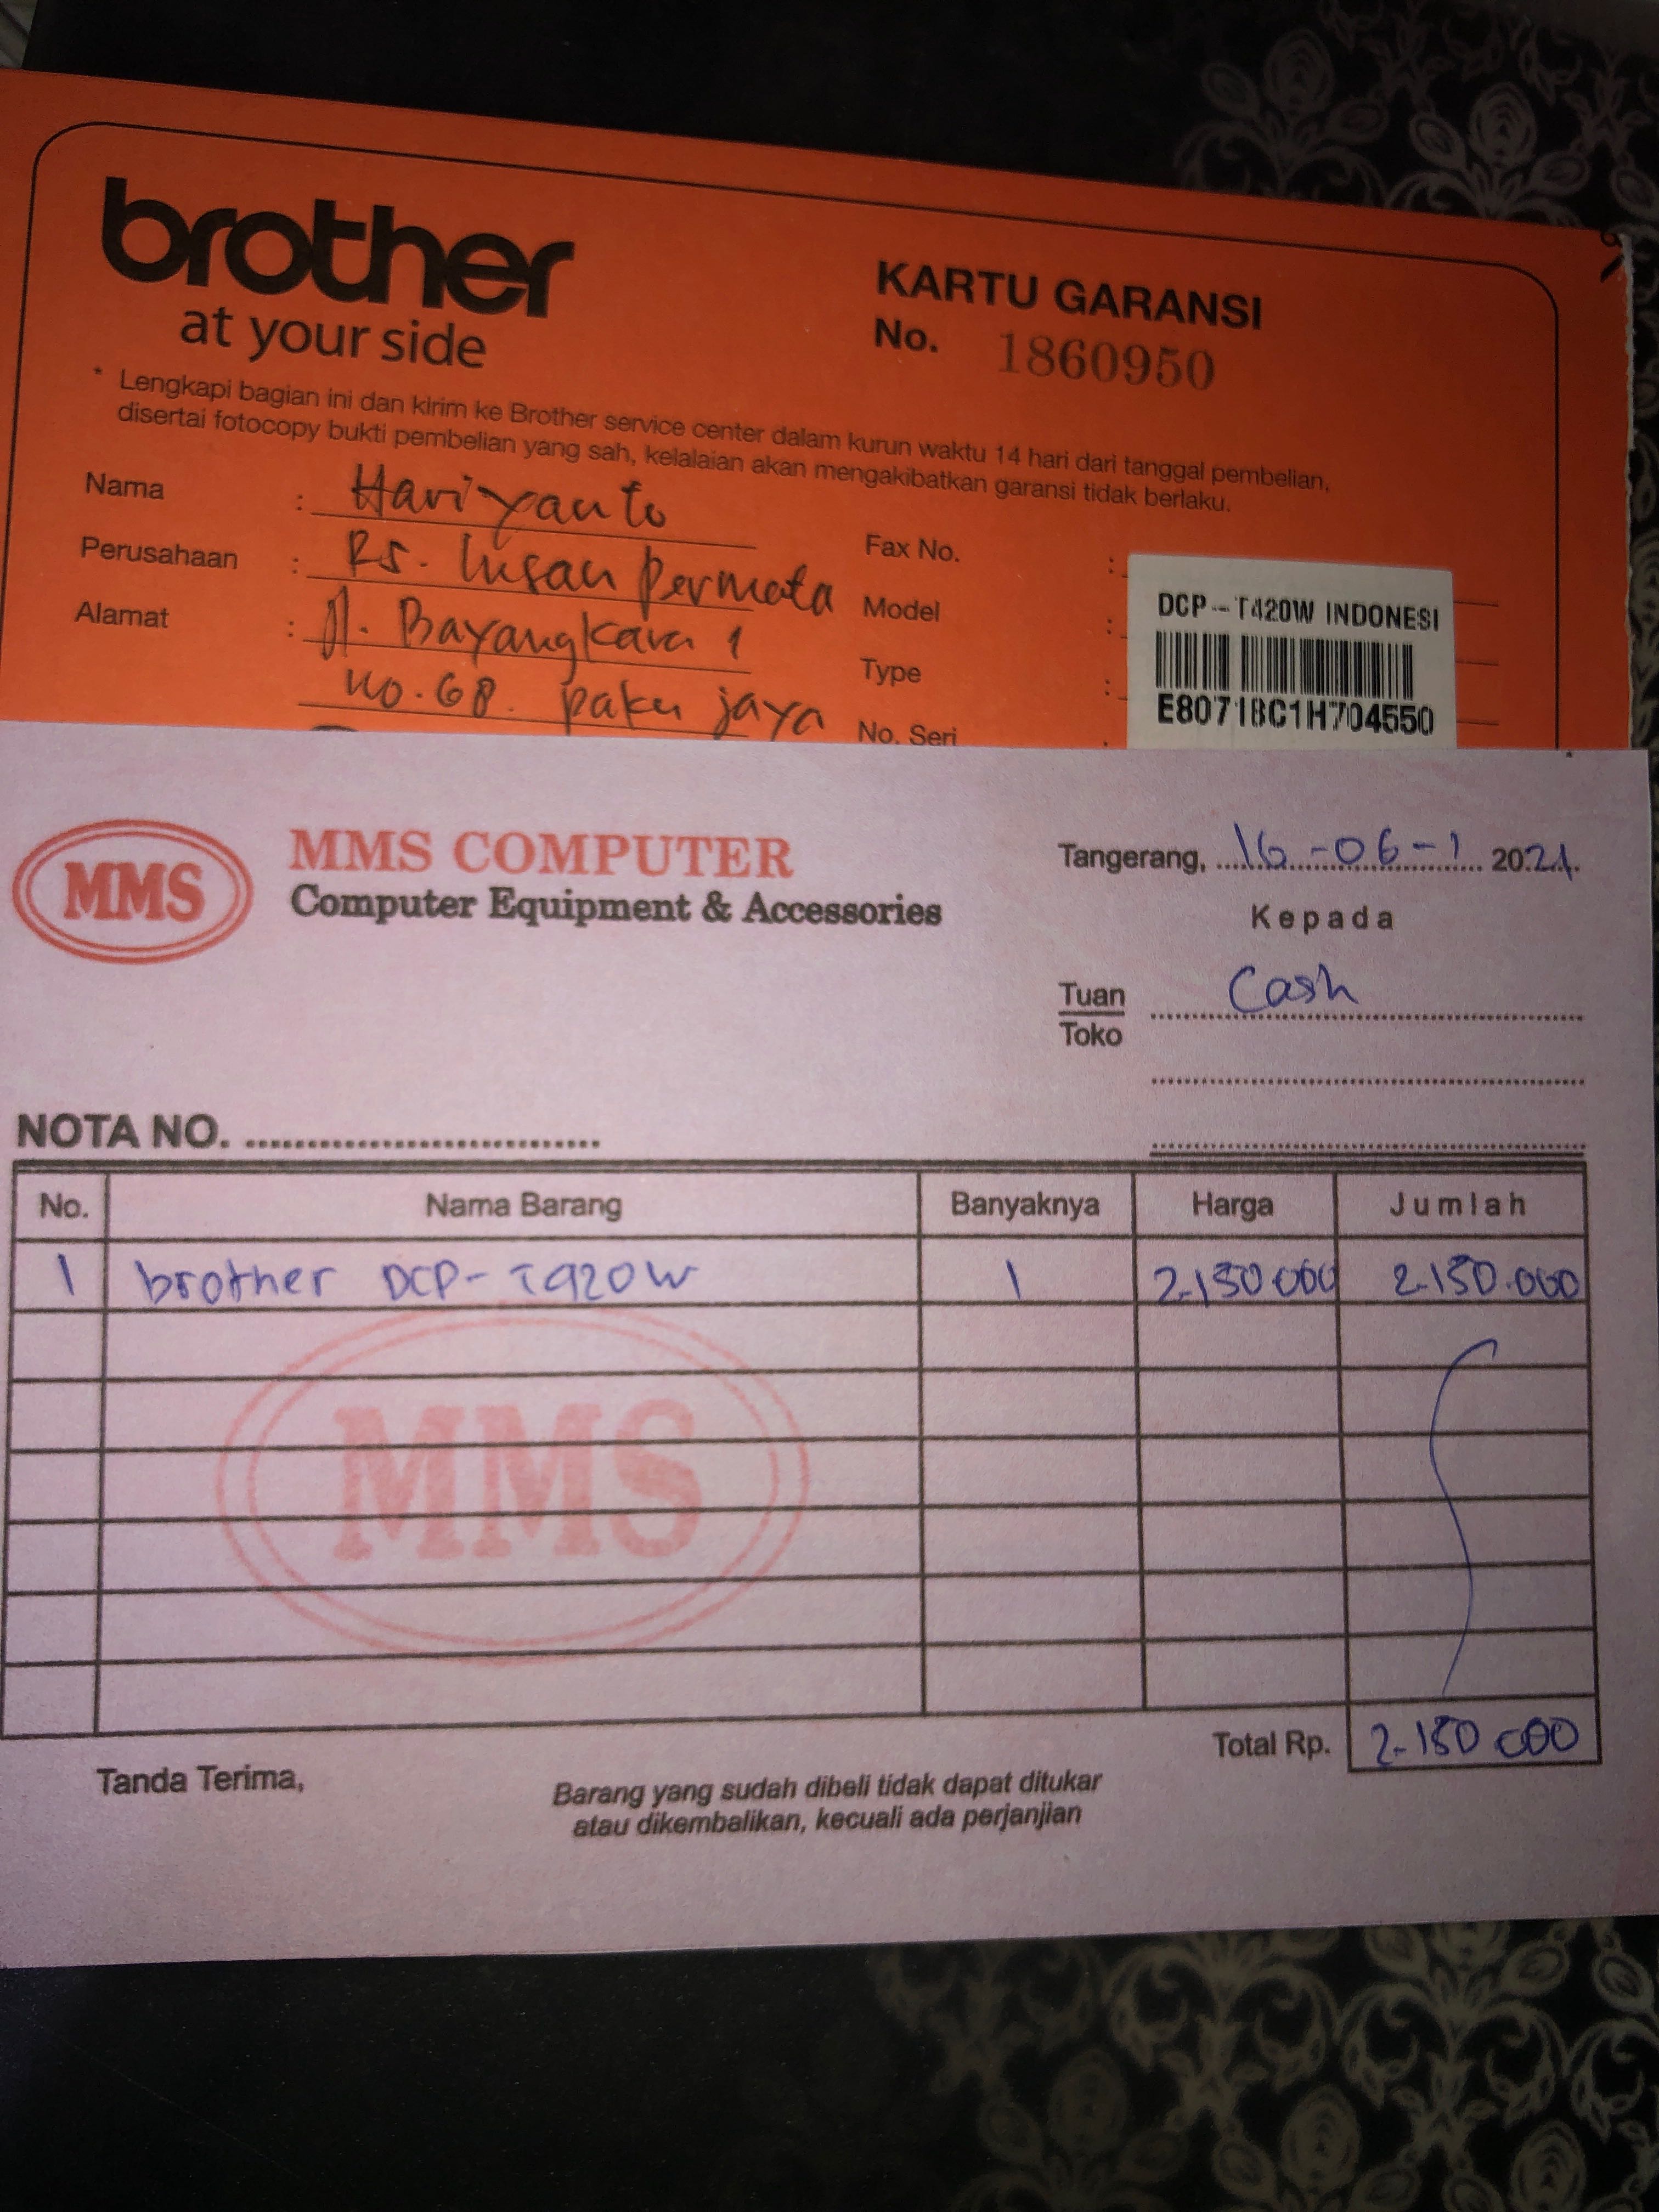 brother
at your side
KARTU GARANSI
No. 1860950
* Lengkapi bagian ini dan kirim ke Brother service center dalam kurun waktu 14 hari dari tanggal pembelian,
disertai fotocopy bukti pembelian yang sah, kelalaian akan mengakibatkan garansi tidak berlaku.
Nama : Hariyanto
Perusahaan : Rs. Insan Permata
Alamat : Jl. Bayangkara 1
no.68. paku jaya
Fax No. :
Model :
Type :
No. Seri
DCP-T420W INDONESI
E80718C1H704550
MMS
MMS COMPUTER
Computer Equipment & Accessories
Tangerang, 16-06-1 2021.
Kepada
Tuan
Toko
Cash
NOTA NO.
No. Nama Barang Banyaknya Harga Jumlah
1 brother DCP-T420W 1 2.150.000 2.150.000
MMS
Total Rp. 2.150.000
Tanda Terima,
Barang yang sudah dibeli tidak dapat ditukar
atau dikembalikan, kecuali ada perjanjian